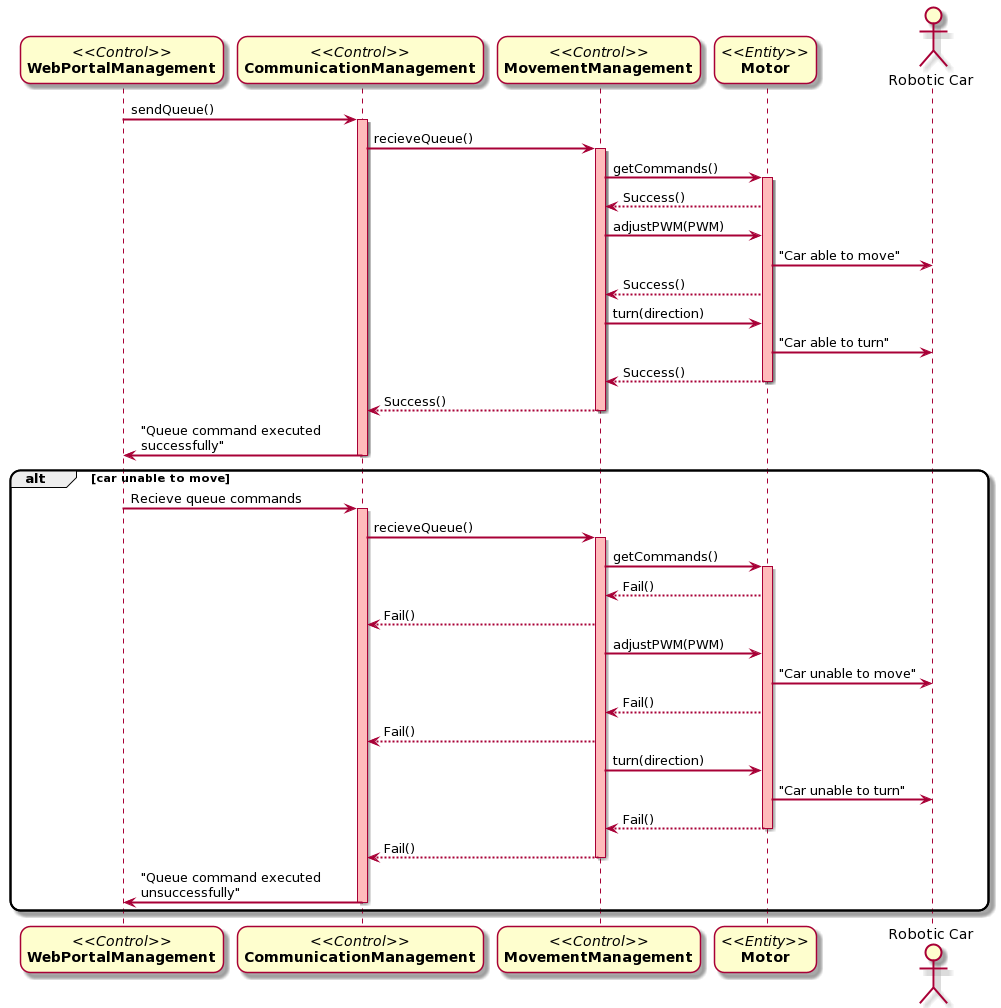 Robotic Car
<<Control>>
WebPortalManagement
<<Control>>
CommunicationManagement
<<Control>>
MovementManagement
<<Entity>>
Motor
sendQueue()
recieveQueue()
getCommands()
Success()
adjustPWM(PWM)
"Car able to move"
Success()
turn(direction)
"Car able to turn"
Success()
Success()
"Queue command executed
successfully"
alt [car unable to move]
Recieve queue commands
recieveQueue()
getCommands()
Fail()
Fail()
adjustPWM(PWM)
"Car unable to move"
Fail()
Fail()
turn(direction)
"Car unable to turn"
Fail()
Fail()
"Queue command executed
unsuccessfully"
<<Control>>
WebPortalManagement
<<Control>>
CommunicationManagement
<<Control>>
MovementManagement
<<Entity>>
Motor
Robotic Car